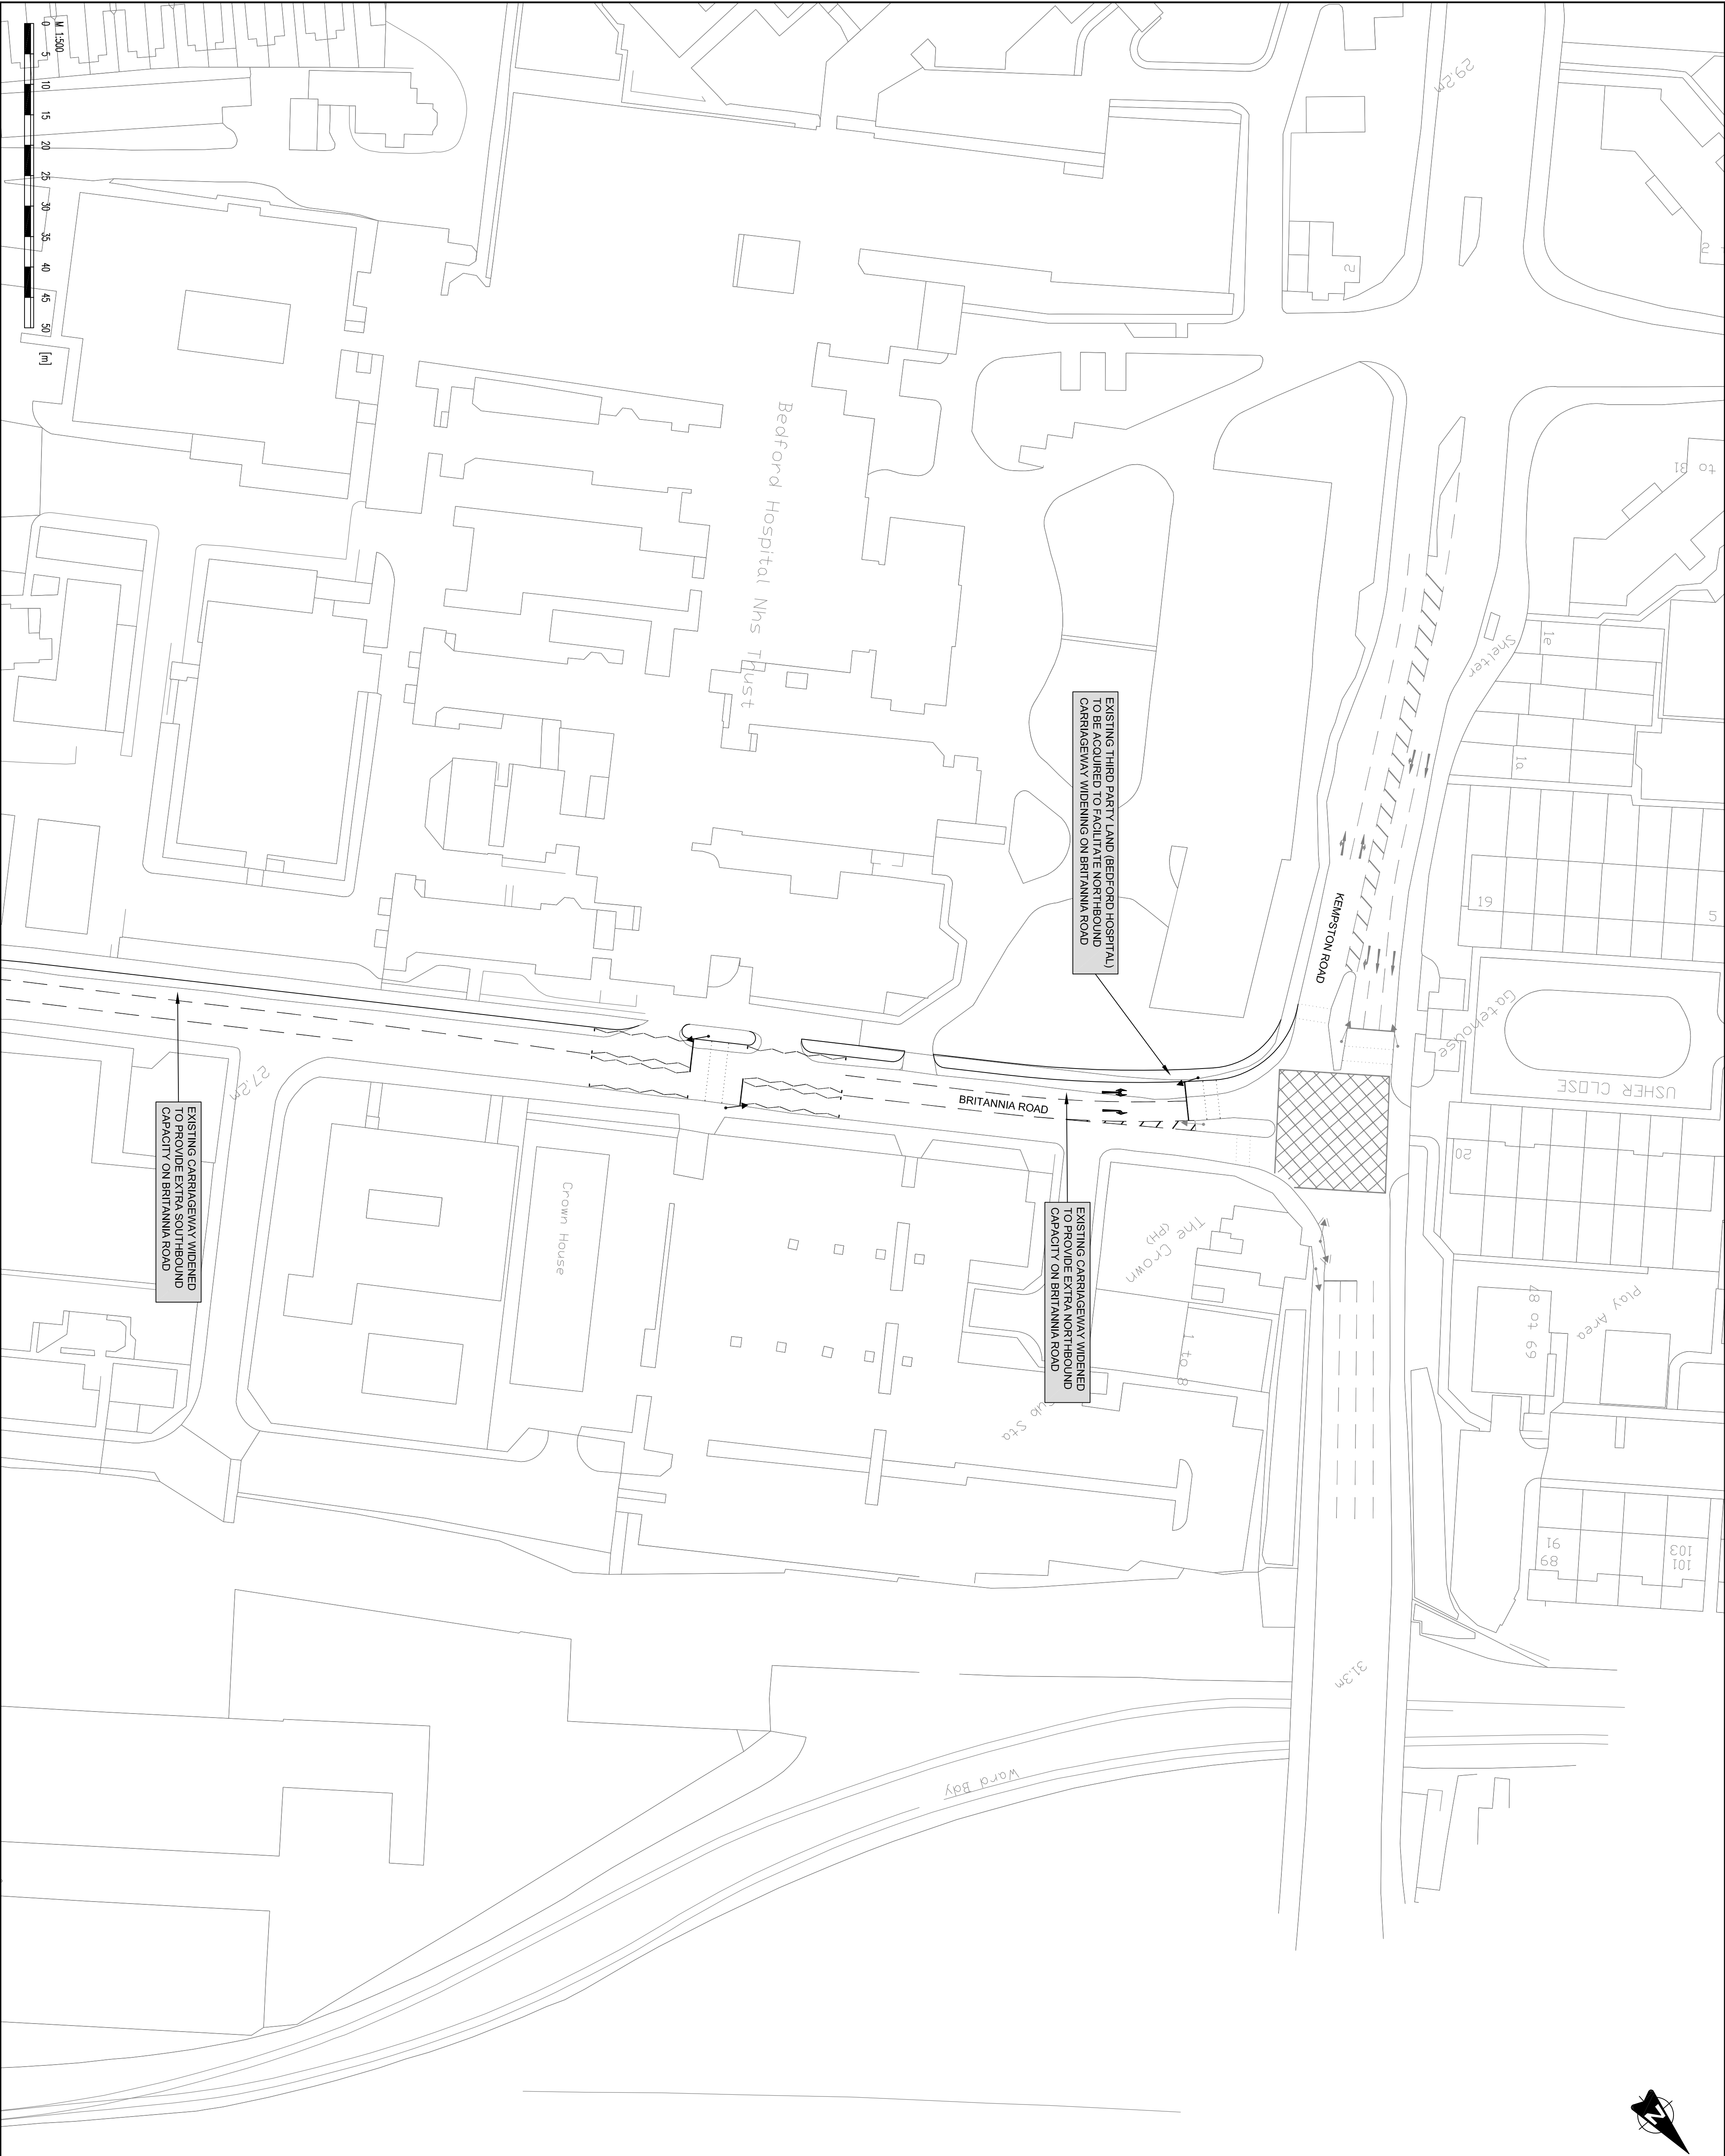 M 1:500
0 5 10 15 20 25 30 35 40 45 50 [m]
29.2m
2
2
to 31
Bedford Hospital Nhs Trust
Shelter
1e
1a
EXISTING THIRD PARTY LAND (BEDFORD HOSPITAL)
TO BE ACQUIRED TO FACILITATE NORTHBOUND
CARRIAGEWAY WIDENING ON BRITANNIA ROAD
KEMPSTON ROAD
19
5
Gatehouse
USHER CLOSE
BRITANNIA ROAD
27.2m
20
EXISTING CARRIAGEWAY WIDENED
TO PROVIDE EXTRA SOUTHBOUND
CAPACITY ON BRITANNIA ROAD
Crown House
EXISTING CARRIAGEWAY WIDENED
TO PROVIDE EXTRA NORTHBOUND
CAPACITY ON BRITANNIA ROAD
The Crown
(PH)
1 to 8
Sub Sta
48 to 69
Play Area
91
89
103
101
31.3m
Ward Bdy
N